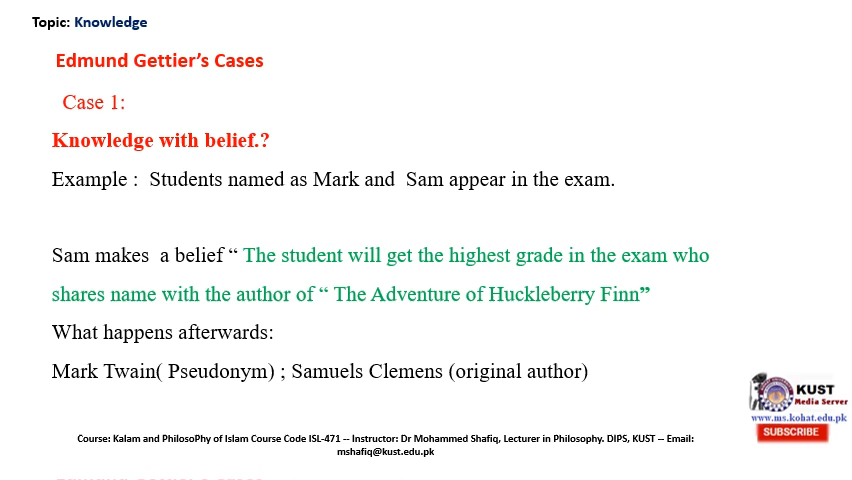 Topic: Knowledge
Edmund Gettier’s Cases
Case 1:
Knowledge with belief.?
Example : Students named as Mark and Sam appear in the exam.
Sam makes a belief “ The student will get the highest grade in the exam who
shares name with the author of “ The Adventure of Huckleberry Finn”
What happens afterwards:
Mark Twain( Pseudonym) ; Samuels Clemens (original author)
KUST
Media Server
www.ms.kohat.edu.pk
SUBSCRIBE
Course: Kalam and PhilosoPhy of Islam Course Code ISL-471 -- Instructor: Dr Mohammed Shafiq, Lecturer in Philosophy. DIPS, KUST -- Email:
mshafiq@kust.edu.pk